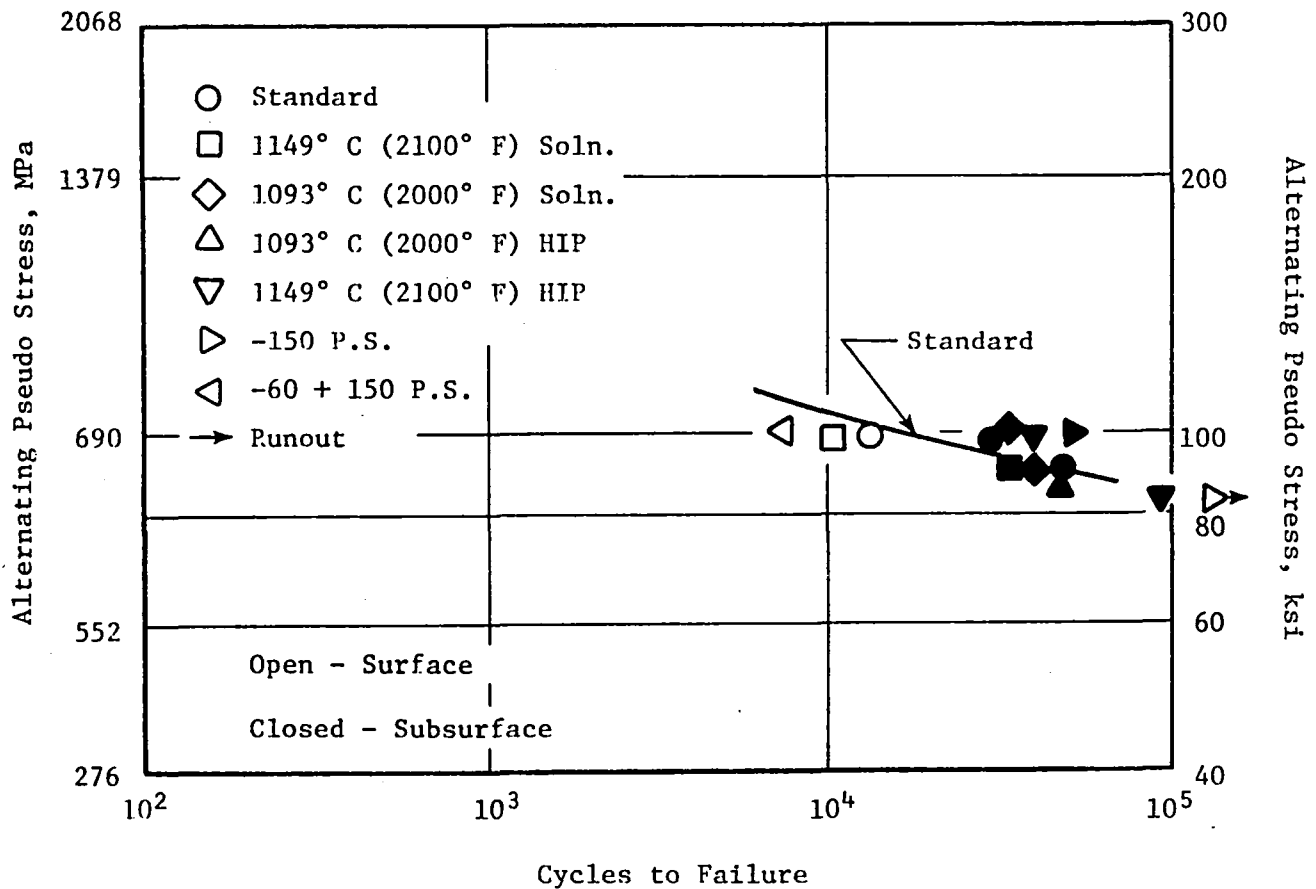 2068
1379
690
552
276
300
200
100
80
60
40
Alternating Pseudo Stress, MPa
Alternating Pseudo Stress, ksi
Standard
1149° C (2100° F) Soln.
1093° C (2000° F) Soln.
1093° C (2000° F) HIP
1149° C (2100° F) HIP
-150 P.S.
-60 + 150 P.S.
Runout
Standard
Open - Surface
Closed - Subsurface
10²
10³
10⁴
10⁵
Cycles to Failure